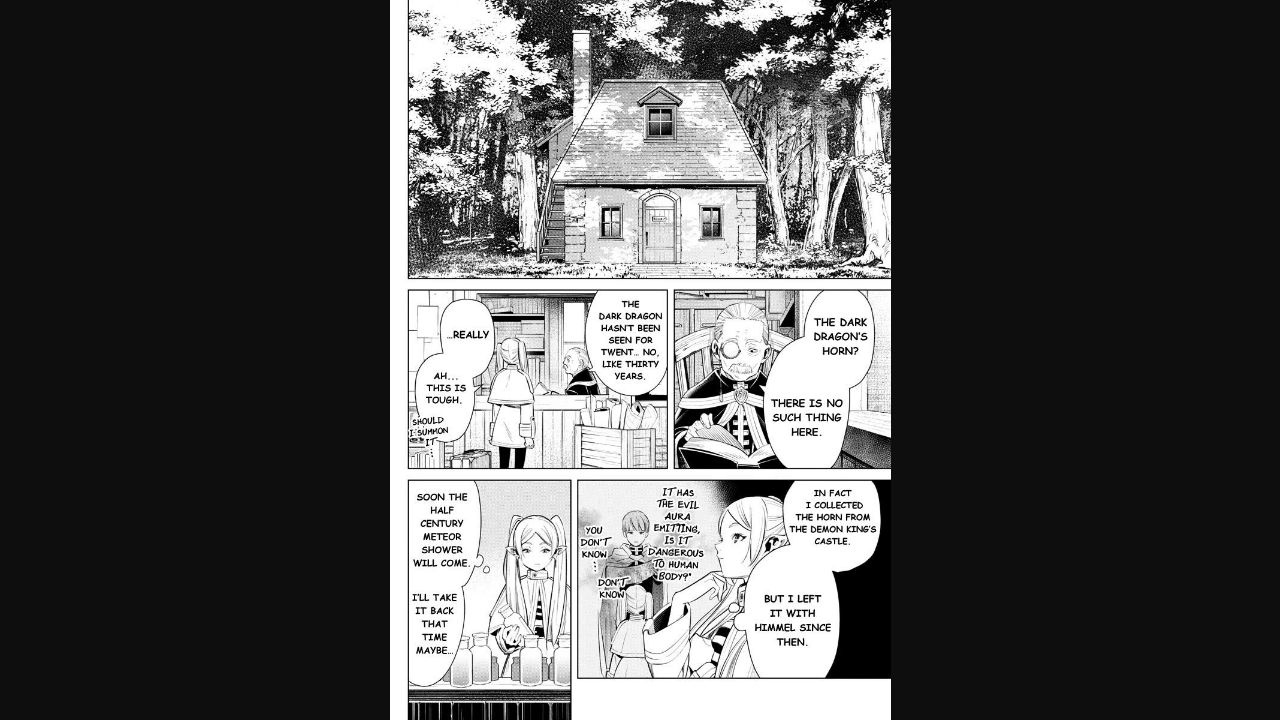 THE DARK
DRAGON'S
HORN?
THERE IS NO
SUCH THING
HERE.
THE
DARK DRAGON
HASN'T BEEN
SEEN FOR
TWENT... NO,
LIKE THIRTY
YEARS.
...REALLY
AH...
THIS IS
TOUGH.
SHOULD
I SUMMON
IT
...
IN FACT
I COLLECTED
THE HORN FROM
THE DEMON KING'S
CASTLE.
BUT I LEFT
IT WITH
HIMMEL SINCE
THEN.
IT HAS
THE EVIL
AURA
EMITTING,
IS IT
DANGEROUS
TO HUMAN
BODY?"
YOU
DON'T
KNOW
...
DON'T
KNOW
SOON THE
HALF
CENTURY
METEOR
SHOWER
WILL COME.
I'LL TAKE
IT BACK
THAT
TIME
MAYBE...